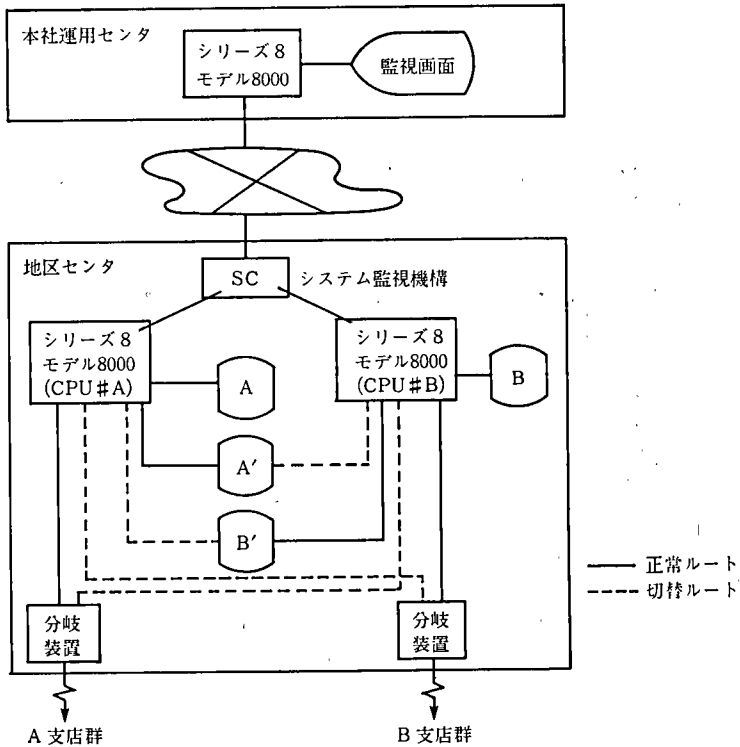 本社運用センタ
シリーズ8
モデル8000
監視画面
地区センタ
SC
システム監視機構
シリーズ8
モデル8000
(CPU#A)
A
シリーズ8
モデル8000
(CPU#B)
B
A′
B′
正常ルート
切替ルート
分岐
装置
分岐
装置
A支店群
B支店群